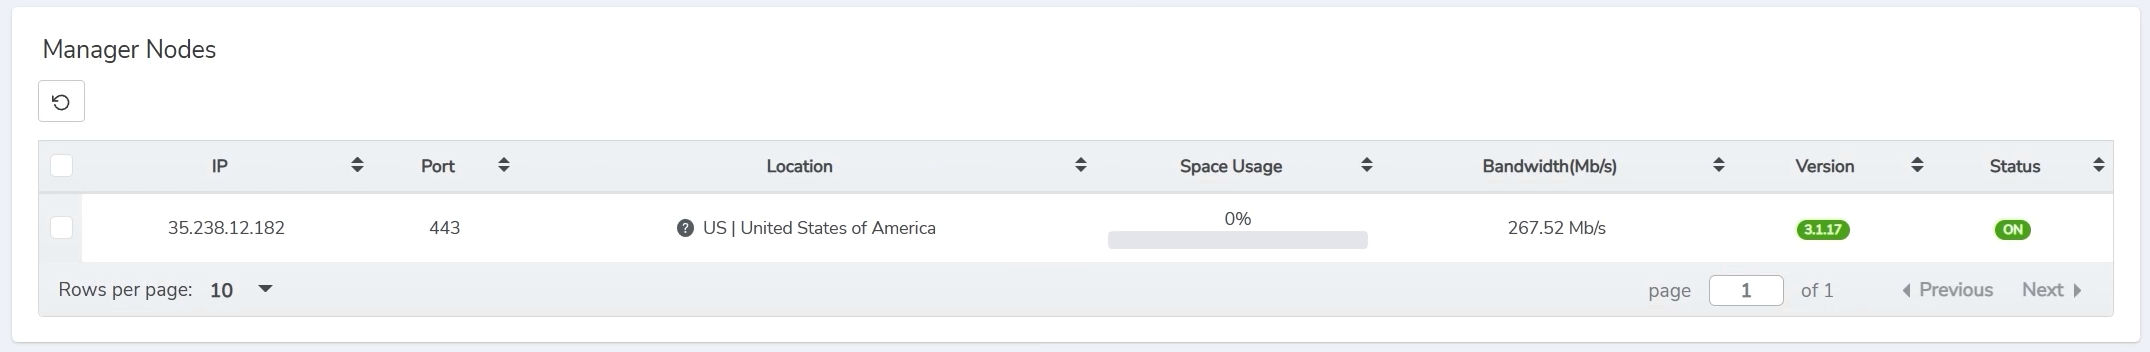 Manager Nodes
IP Port Location Space Usage Bandwidth(Mb/s) Version Status
35.238.12.182 443 US | United States of America 0% 267.52 Mb/s 3.1.17 ON
Rows per page: 10 page 1 of 1 Previous Next